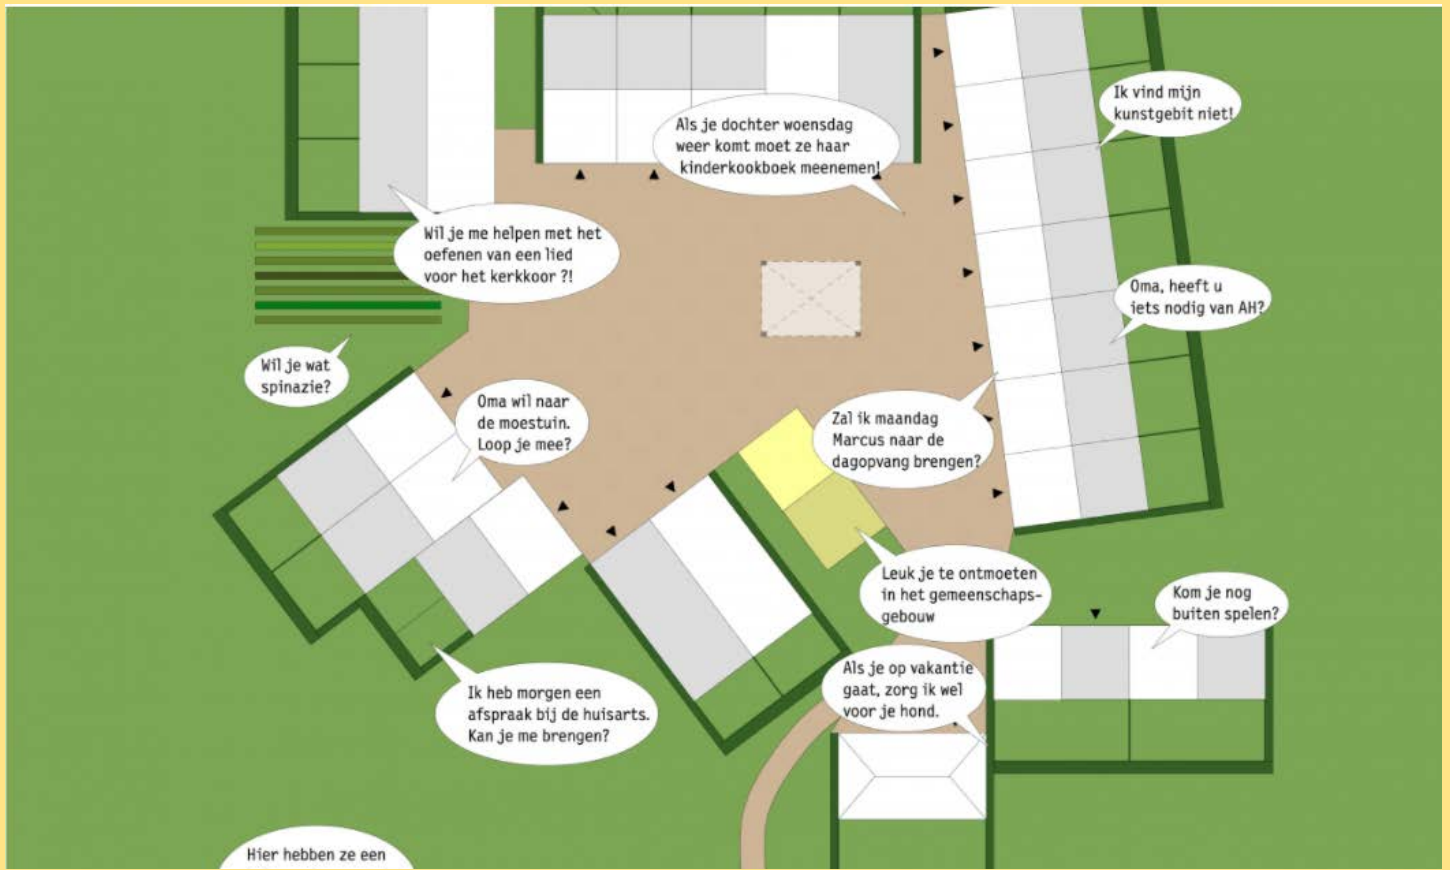 Ik vind mijn
kunstgebit niet!
Als je dochter woensdag
weer komt moet ze haar
kinderkookboek meenemen!
Wil je me helpen met het
oefenen van een lied
voor het kerkkoor ?!
Oma, heeft u
iets nodig van AH?
Wil je wat
spinazie?
Oma wil naar
de moestuin.
Loop je mee?
Zal ik maandag
Marcus naar de
dagopvang brengen?
Leuk je te ontmoeten
in het gemeenschaps-
gebouw
Kom je nog
buiten spelen?
Als je op vakantie
gaat, zorg ik wel
voor je hond.
Ik heb morgen een
afspraak bij de huisarts.
Kan je me brengen?
Hier hebben ze een